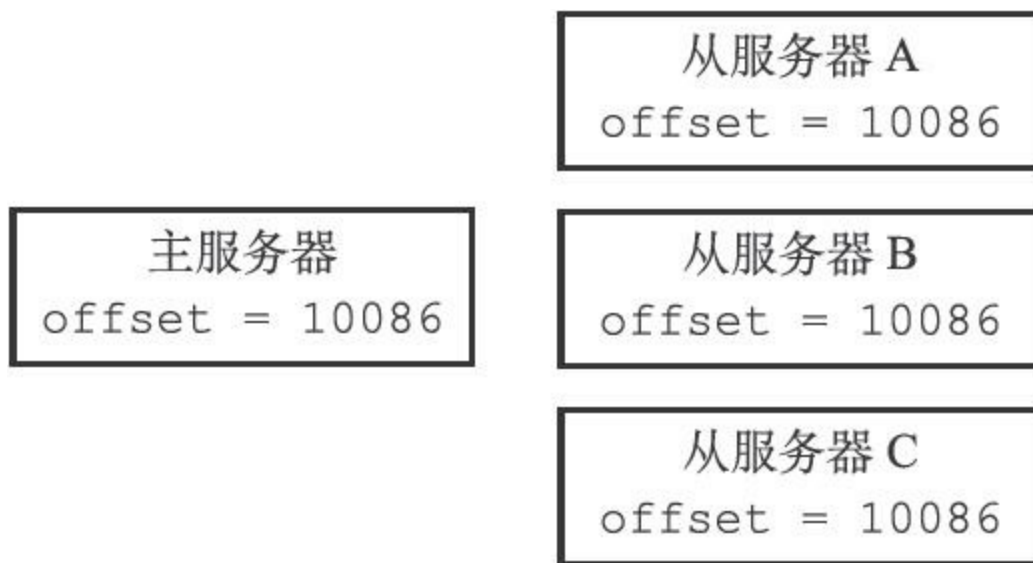 从服务器 A
offset = 10086
主服务器
offset = 10086
从服务器 B
offset = 10086
从服务器 C
offset = 10086